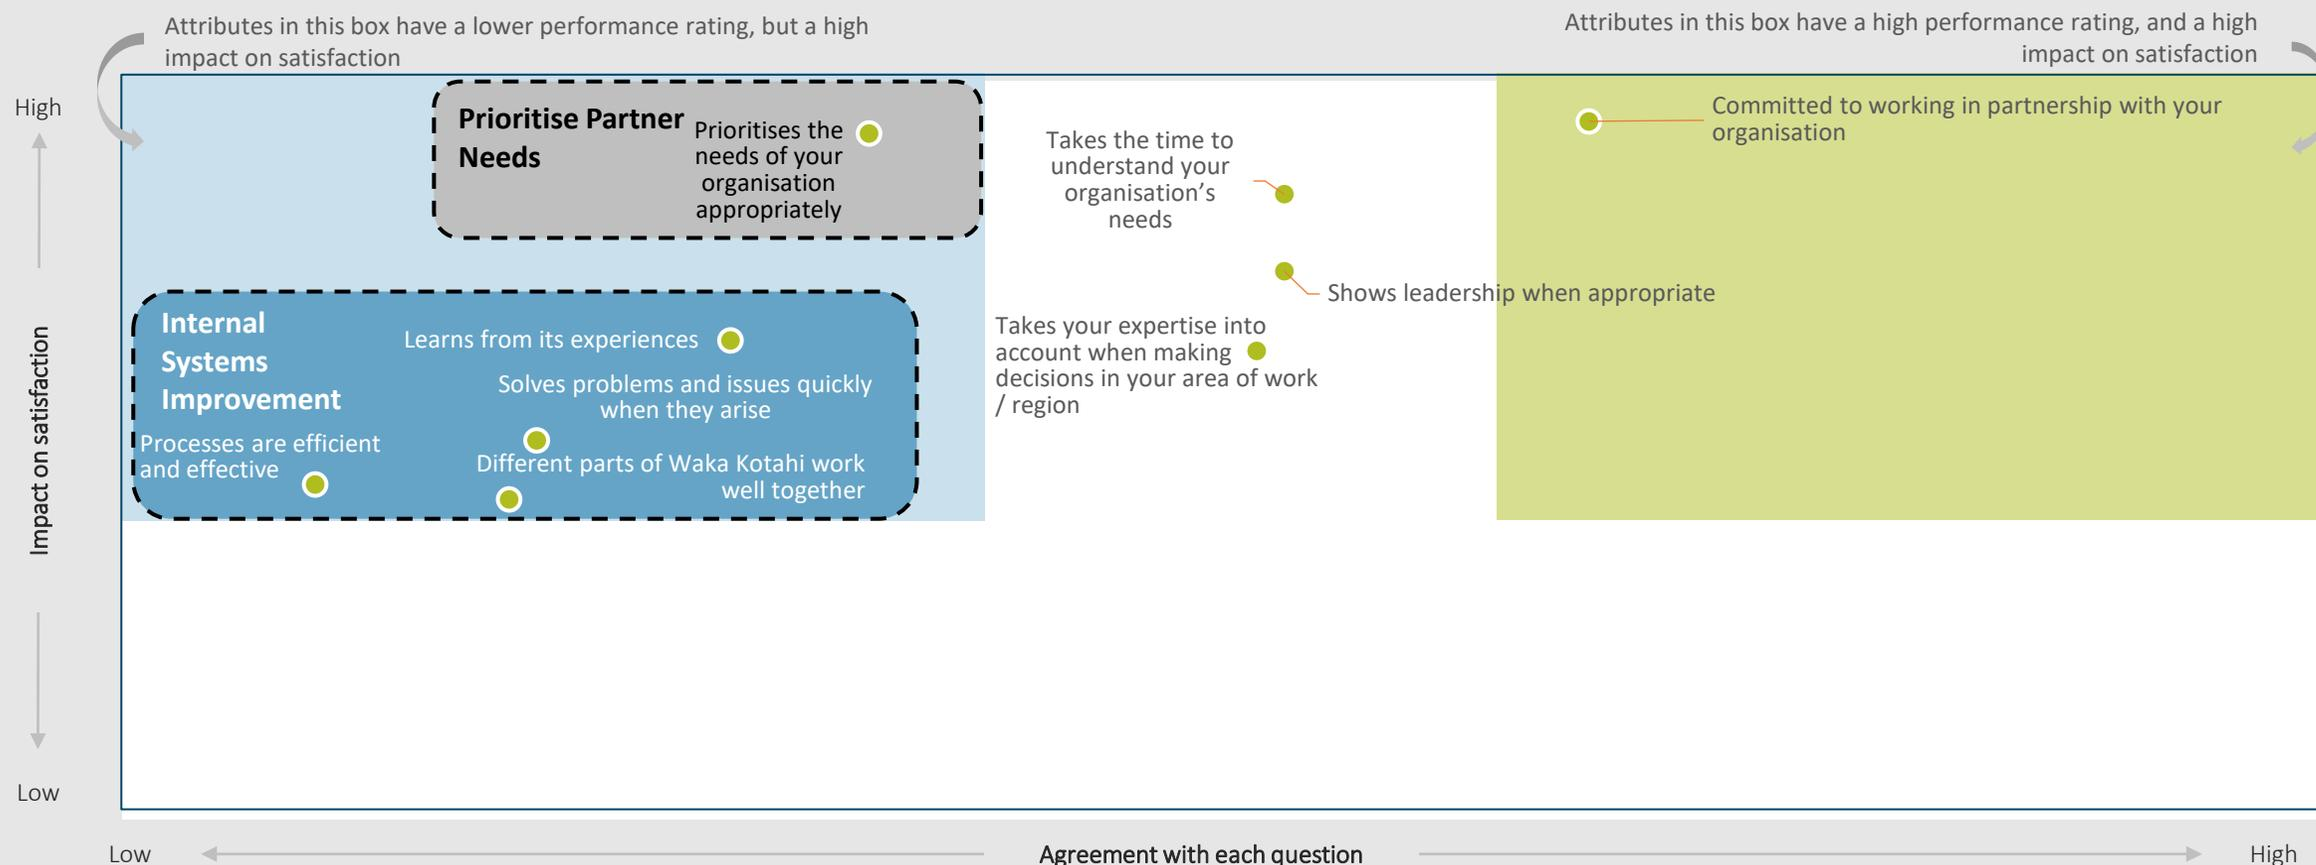 Attributes in this box have a lower performance rating, but a high
impact on satisfaction
Attributes in this box have a high performance rating, and a high
impact on satisfaction
High
Prioritise Partner
Needs
Prioritises the
needs of your
organisation
appropriately
Takes the time to
understand your
organisation’s
needs
Committed to working in partnership with your
organisation
Shows leadership when appropriate
Internal
Systems
Improvement
Learns from its experiences
Solves problems and issues quickly
when they arise
Processes are efficient
and effective
Different parts of Waka Kotahi work
well together
Takes your expertise into
account when making
decisions in your area of work
/ region
Impact on satisfaction
Low
Low
Agreement with each question
High